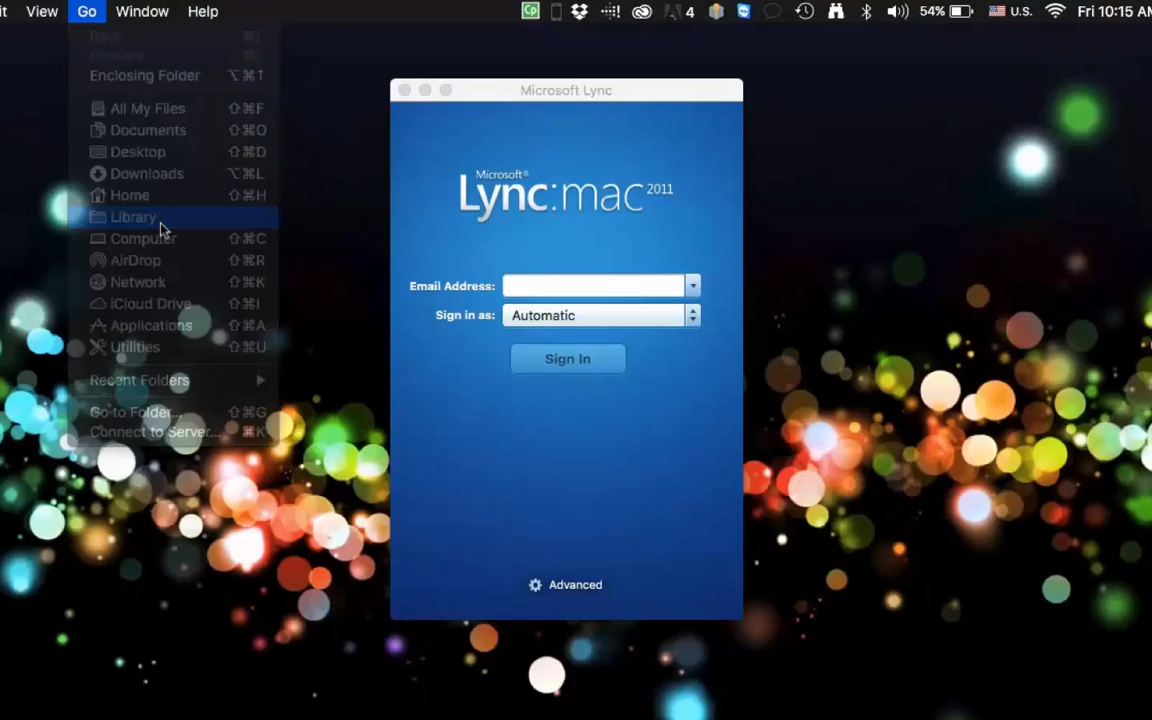 it View Go Window Help 4 54% U.S. Fri 10:15 AM
Back
Enclosing Folder ⌥⌘↑
All My Files ⇧⌘F
Documents ⇧⌘O
Desktop ⇧⌘D
Downloads ⌥⌘L
Home ⇧⌘H
Library
Computer ⇧⌘C
AirDrop ⇧⌘R
Network ⇧⌘K
iCloud Drive ⇧⌘I
Applications ⇧⌘A
Utilities ⇧⌘U
Recent Folders
Go to Folder... ⇧⌘G
Connect to Server... ⌘K
Microsoft Lync
Microsoft®
Lync:mac 2011
Email Address:
Sign in as: Automatic
Sign In
Advanced